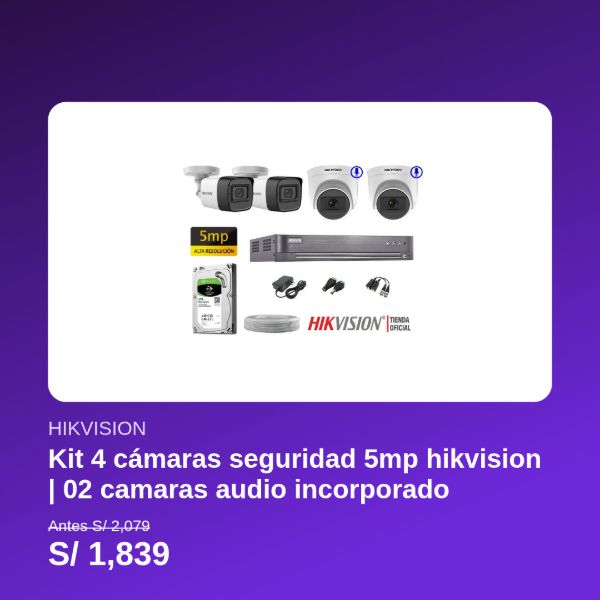 HIKVISION
5mp
ALTA RESOLUCIÓN
HIKVISION® TIENDA
OFICIAL
HIKVISION
Kit 4 cámaras seguridad 5mp hikvision
| 02 camaras audio incorporado
Antes S/ 2,079
S/ 1,839